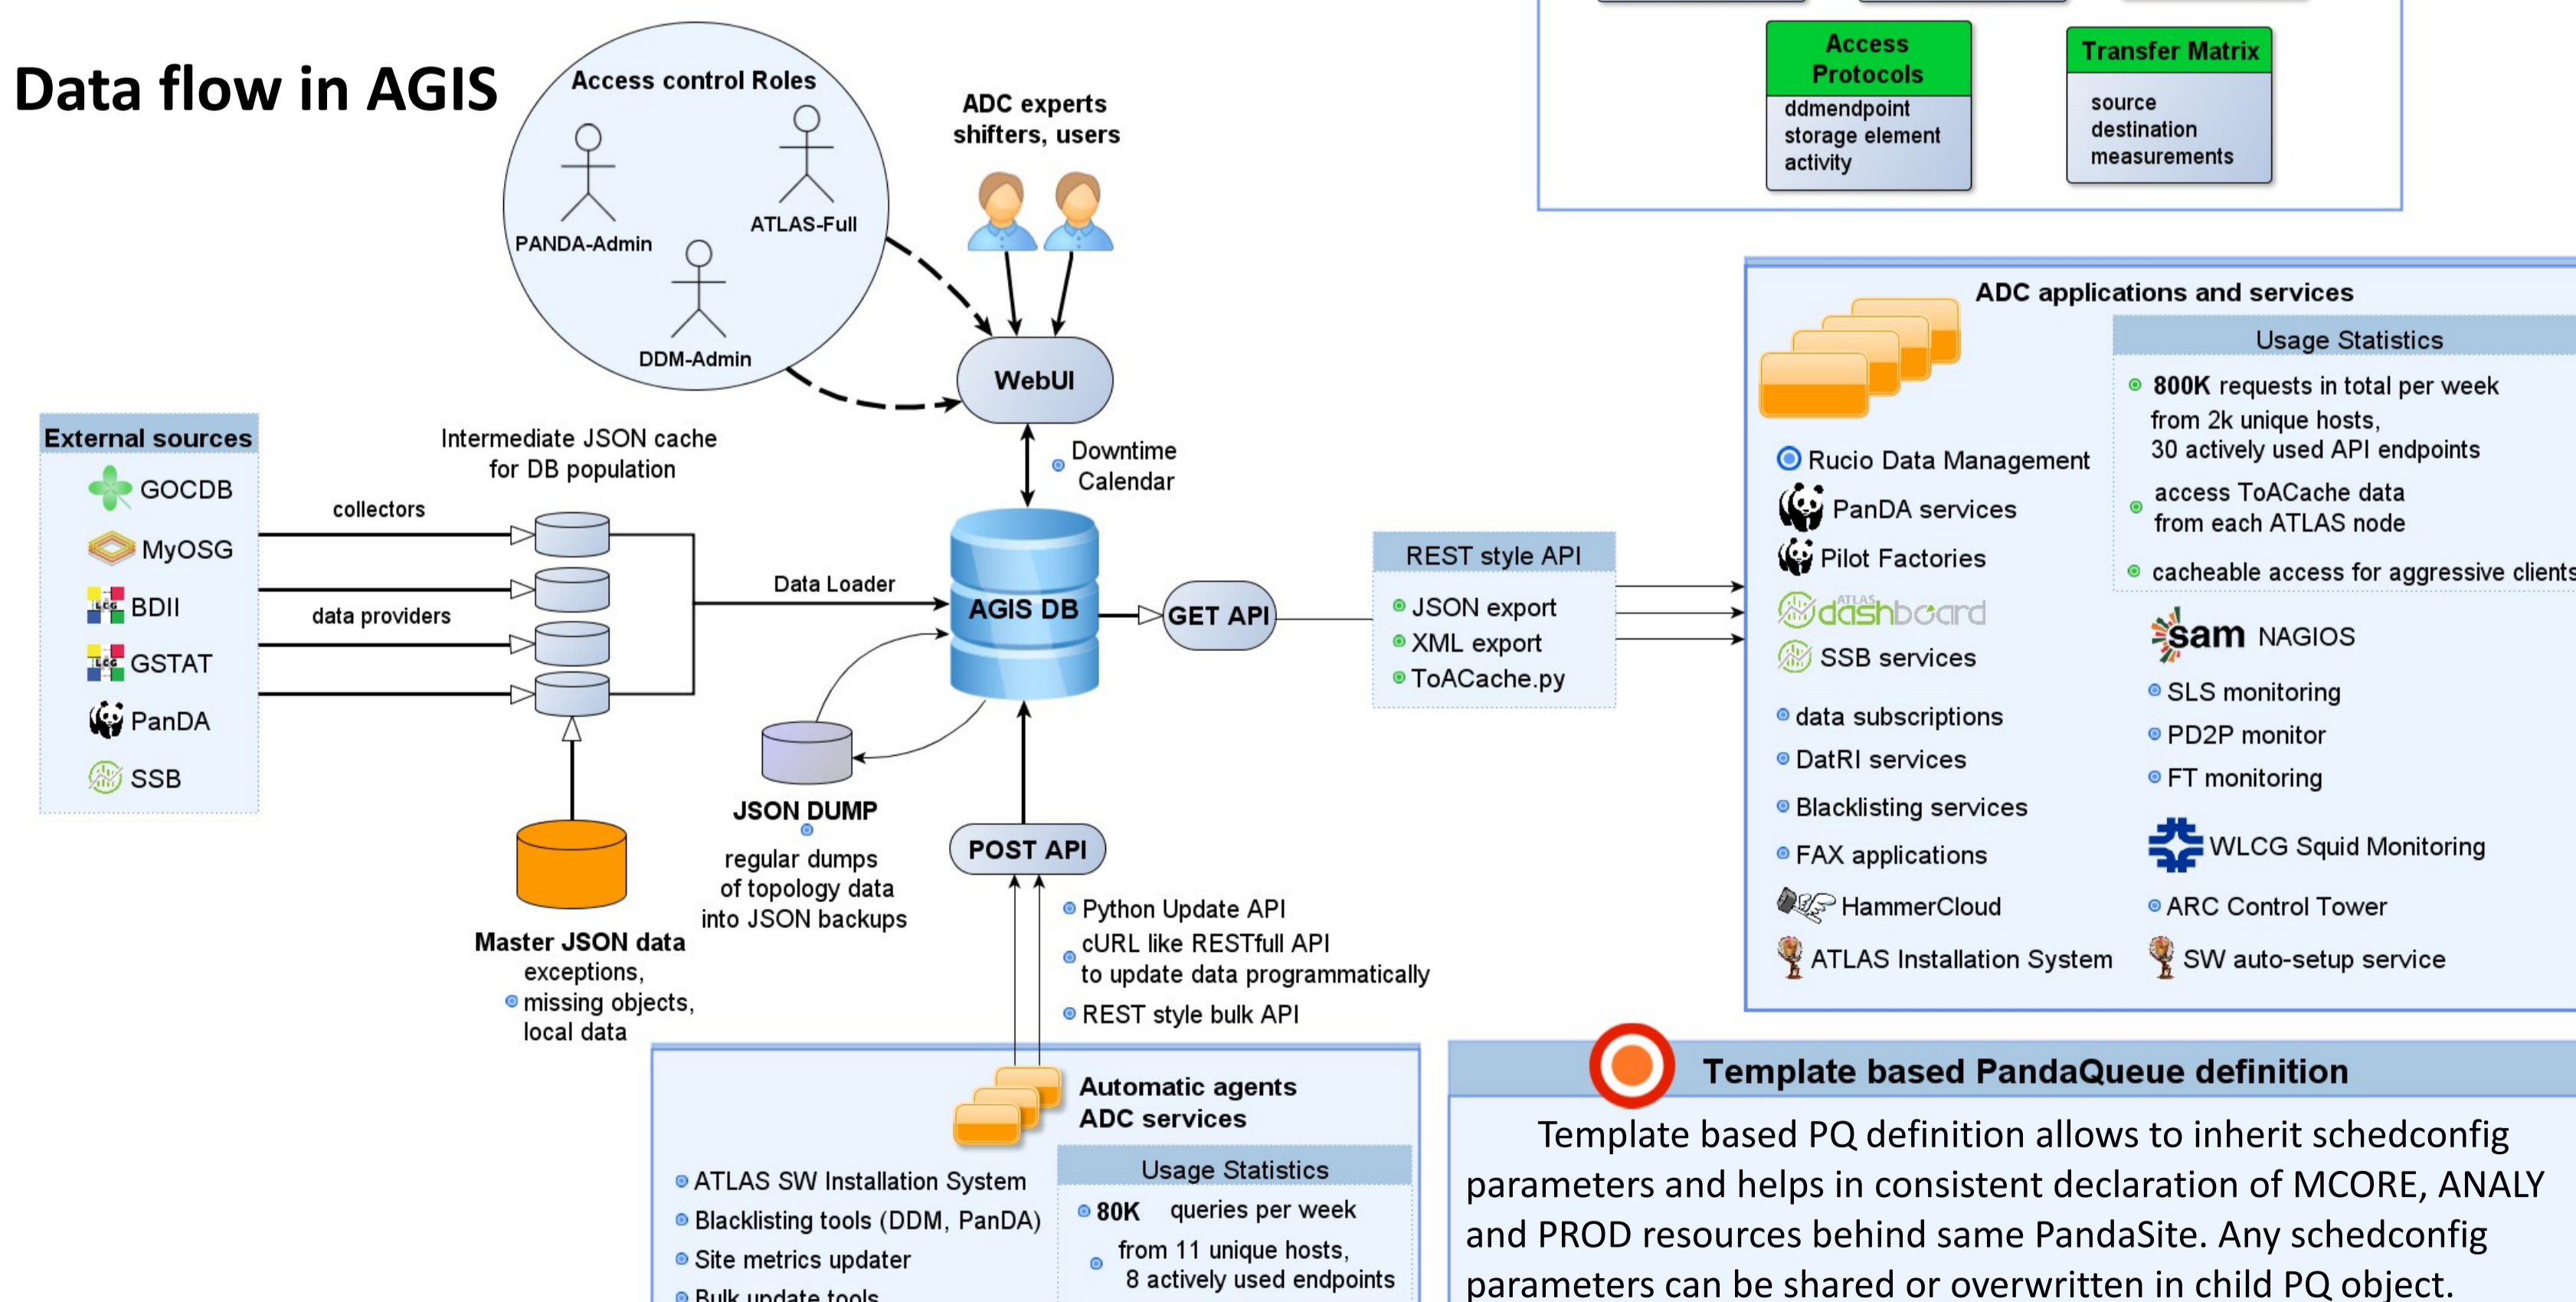 Data flow in AGIS
Access control Roles
PANDA-Admin
ATLAS-Full
DDM-Admin
ADC experts
shifters, users
WebUI
Downtime
Calendar
Access
Protocols
ddmendpoint
storage element
activity
Transfer Matrix
source
destination
measurements
External sources
GOCDB
MyOSG
BDII
GSTAT
PanDA
SSB
Intermediate JSON cache
for DB population
collectors
data providers
Data Loader
AGIS DB
GET API
REST style API
JSON export
XML export
ToACache.py
JSON DUMP
regular dumps
of topology data
into JSON backups
Master JSON data
exceptions,
missing objects,
local data
POST API
Python Update API
cURL like RESTfull API
to update data programmatically
REST style bulk API
ADC applications and services
Usage Statistics
800K requests in total per week
from 2k unique hosts,
30 actively used API endpoints
access ToACache data
from each ATLAS node
cacheable access for aggressive clients
Rucio Data Management
PanDA services
Pilot Factories
ATLAS
dashboard
SSB services
data subscriptions
DatRI services
Blacklisting services
FAX applications
HammerCloud
ATLAS Installation System
sam NAGIOS
SLS monitoring
PD2P monitor
FT monitoring
WLCG Squid Monitoring
ARC Control Tower
SW auto-setup service
Automatic agents
ADC services
ATLAS SW Installation System
Blacklisting tools (DDM, PanDA)
Site metrics updater
Bulk update tools
Usage Statistics
80K queries per week
from 11 unique hosts,
8 actively used endpoints
Template based PandaQueue definition
Template based PQ definition allows to inherit schedconfig
parameters and helps in consistent declaration of MCORE, ANALY
and PROD resources behind same PandaSite. Any schedconfig
parameters can be shared or overwritten in child PQ object.